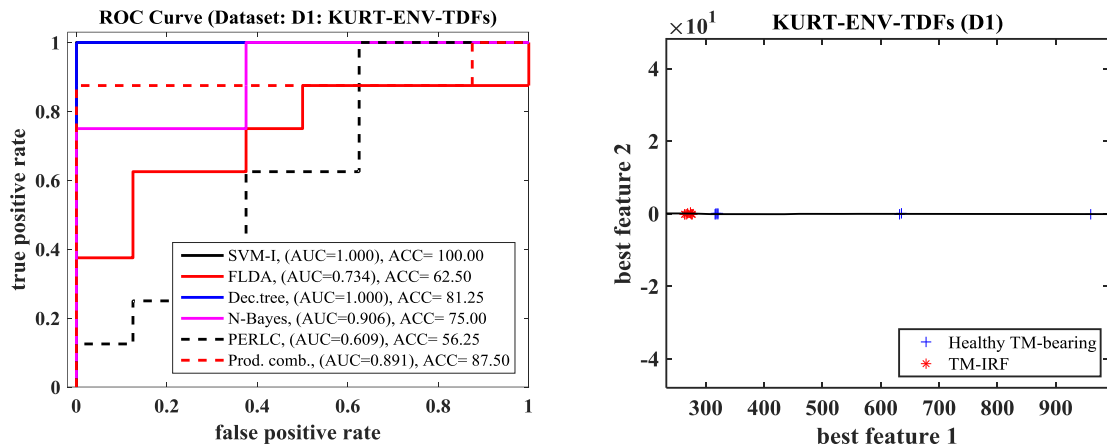 ROC Curve (Dataset: D1: KURT-ENV-TDFs)
true positive rate
1
0.8
0.6
0.4
0.2
0
SVM-I, (AUC=1.000), ACC= 100.00
FLDA, (AUC=0.734), ACC= 62.50
Dec.tree, (AUC=1.000), ACC= 81.25
N-Bayes, (AUC=0.906), ACC= 75.00
PERLC, (AUC=0.609), ACC= 56.25
Prod. comb., (AUC=0.891), ACC= 87.50
0 0.2 0.4 0.6 0.8 1
false positive rate
KURT-ENV-TDFs (D1)
×10¹
best feature 2
4
2
0
-2
-4
Healthy TM-bearing
TM-IRF
300 400 500 600 700 800 900
best feature 1